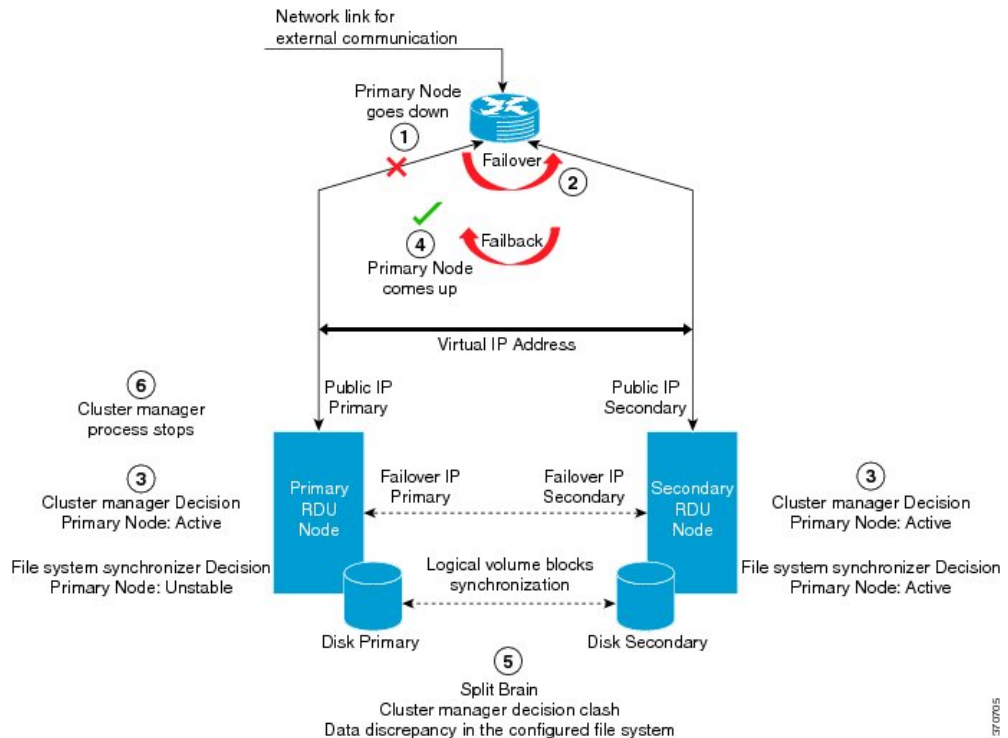 Network link for
external communication
Primary Node
goes down
1
Failover
2
4
Failback
Primary Node
comes up
Virtual IP Address
6
Cluster manager
process stops
Public IP
Primary
Public IP
Secondary
3
Cluster manager Decision
Primary Node: Active
File system synchronizer Decision
Primary Node: Unstable
Primary
RDU
Node
Failover IP
Primary
Failover IP
Secondary
Secondary
RDU
Node
3
Cluster manager Decision
Primary Node: Active
File system synchronizer Decision
Primary Node: Active
Logical volume blocks
synchronization
Disk Primary
Disk Secondary
5
Split Brain
Cluster manager decision clash
Data discrepancy in the configured file system
370705